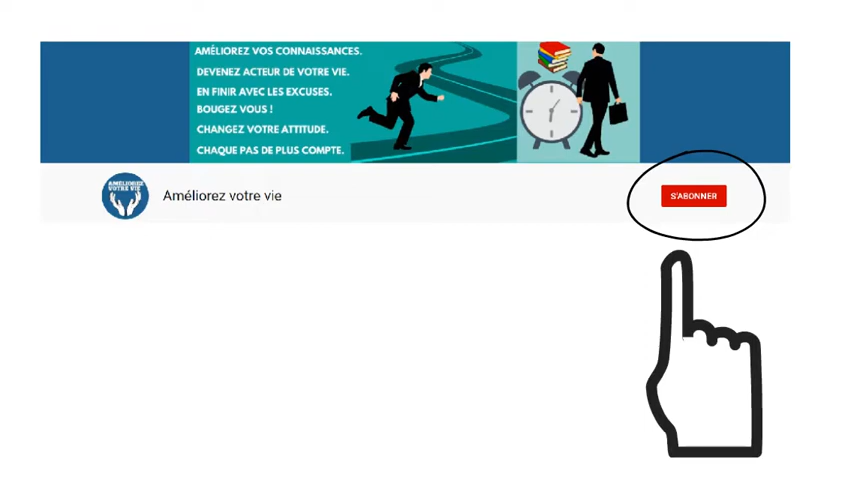 AMÉLIOREZ VOS CONNAISSANCES.
DEVENEZ ACTEUR DE VOTRE VIE.
EN FINIR AVEC LES EXCUSES.
BOUGEZ VOUS !
CHANGEZ VOTRE ATTITUDE.
CHAQUE PAS DE PLUS COMPTE.
AMÉLIOREZ
VOTRE VIE
Améliorez votre vie
S'ABONNER